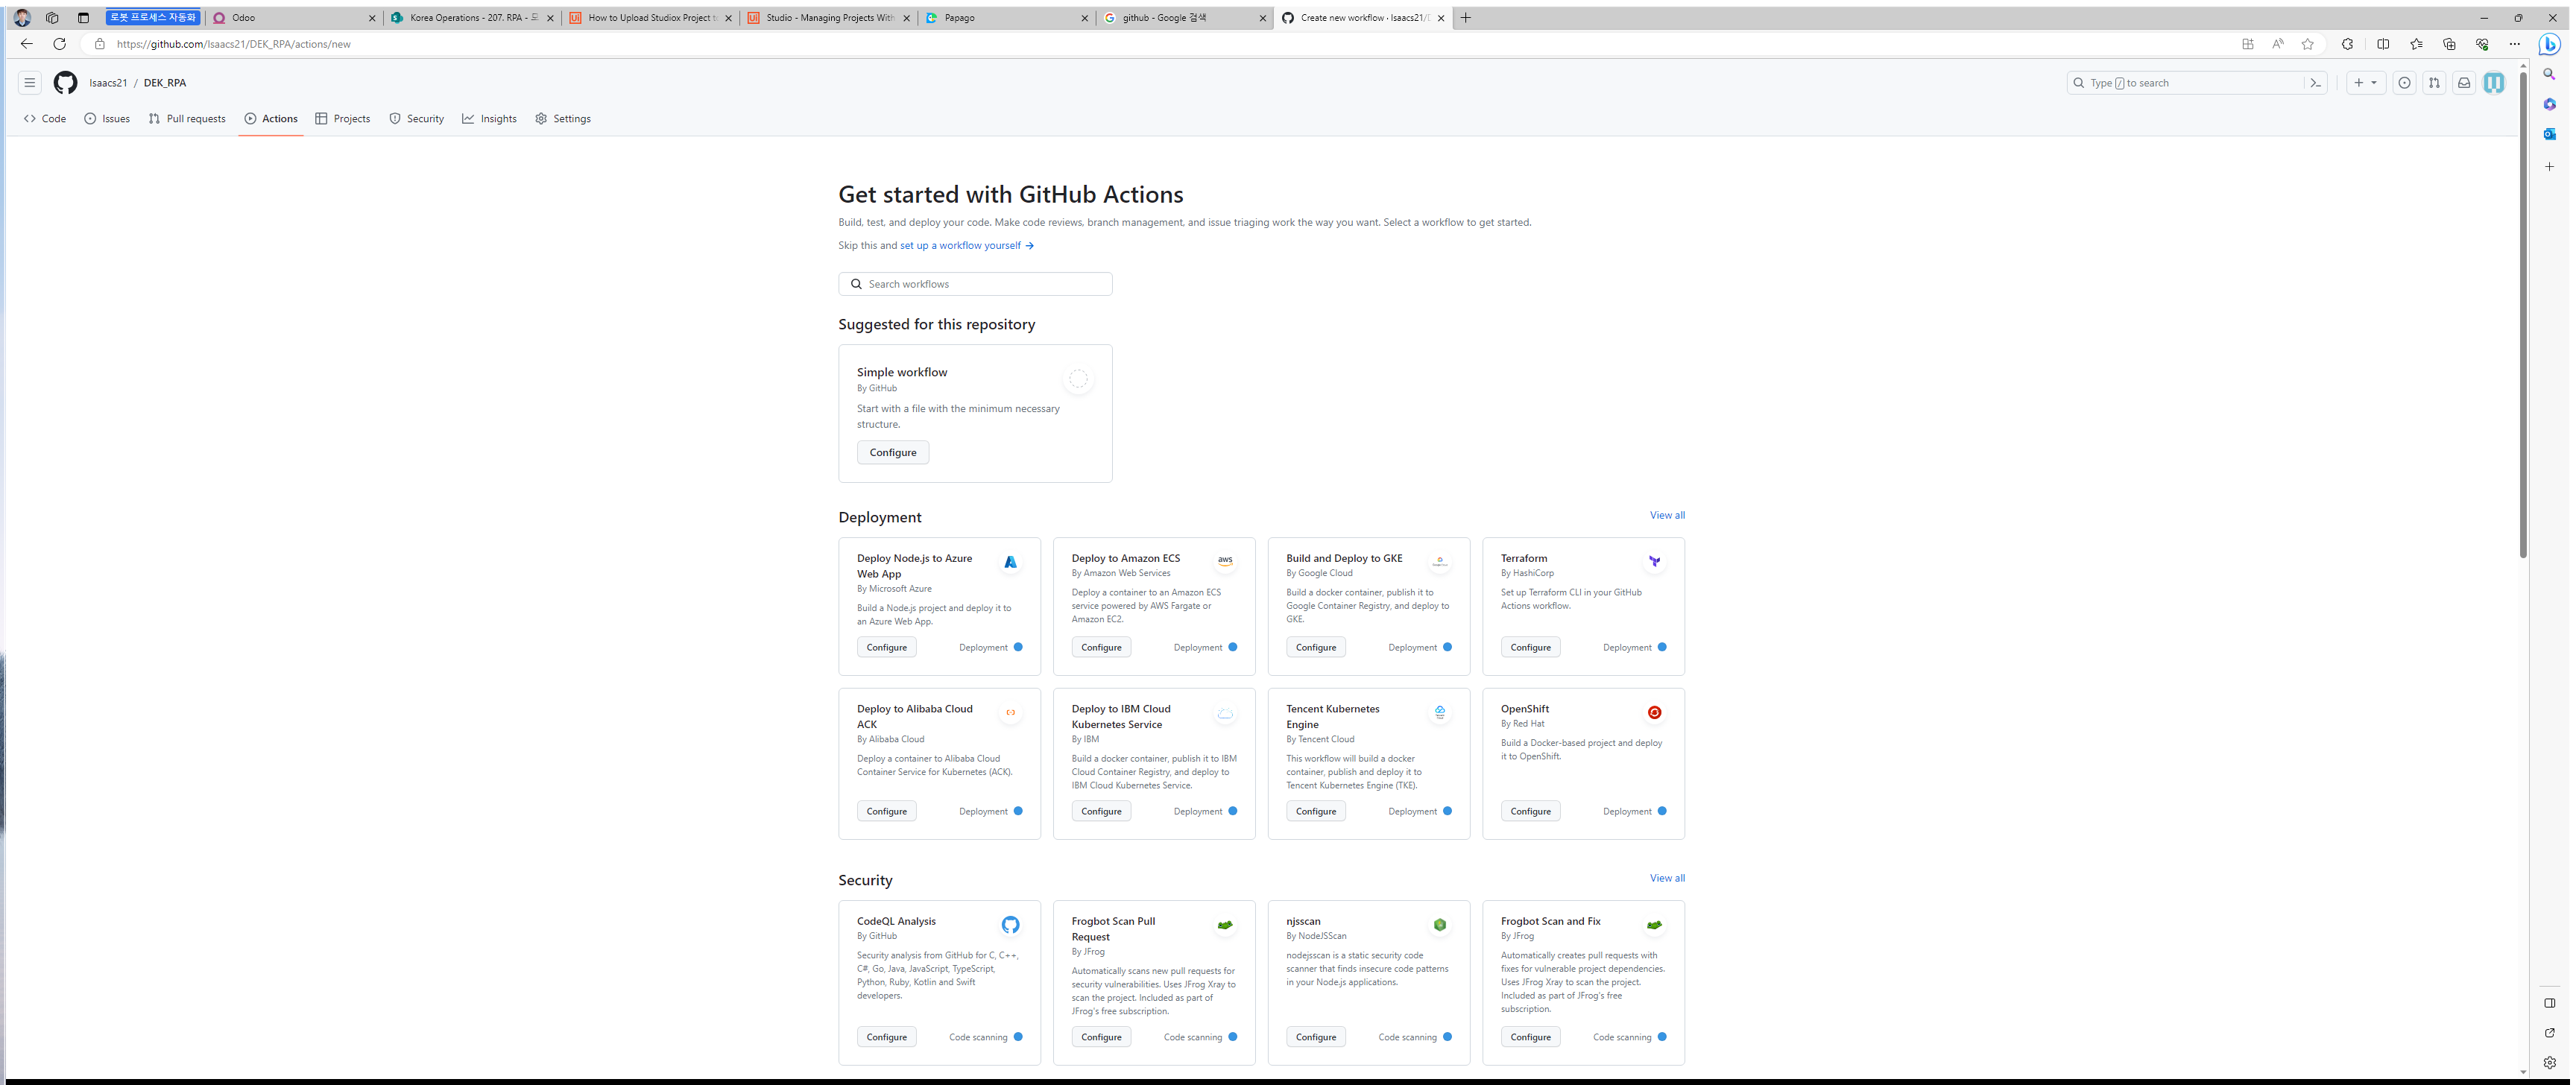 로봇 프로세스 자동화
Odoo
Korea Operations - 207. RPA - 모
How to Upload Studiox Project to
Studio - Managing Projects With
Papago
github - Google 검색
Create new workflow · Isaacs21/D
https://github.com/Isaacs21/DEK_RPA/actions/new
Isaacs21 / DEK_RPA
Type / to search
Code
Issues
Pull requests
Actions
Projects
Security
Insights
Settings
Get started with GitHub Actions
Build, test, and deploy your code. Make code reviews, branch management, and issue triaging work the way you want. Select a workflow to get started.
Skip this and set up a workflow yourself →
Search workflows
Suggested for this repository
Simple workflow
By GitHub
Start with a file with the minimum necessary
structure.
Configure
Deployment
View all
Deploy Node.js to Azure
Web App
By Microsoft Azure
Build a Node.js project and deploy it to
an Azure Web App.
Configure
Deployment
Deploy to Amazon ECS
By Amazon Web Services
Deploy a container to an Amazon ECS
service powered by AWS Fargate or
Amazon EC2.
Configure
Deployment
aws
Build and Deploy to GKE
By Google Cloud
Build a docker container, publish it to
Google Container Registry, and deploy to
GKE.
Configure
Deployment
Terraform
By HashiCorp
Set up Terraform CLI in your GitHub
Actions workflow.
Configure
Deployment
Deploy to Alibaba Cloud
ACK
By Alibaba Cloud
Deploy a container to Alibaba Cloud
Container Service for Kubernetes (ACK).
Configure
Deployment
Deploy to IBM Cloud
Kubernetes Service
By IBM
Build a docker container, publish it to IBM
Cloud Container Registry, and deploy to
IBM Cloud Kubernetes Service.
Configure
Deployment
Tencent Kubernetes
Engine
By Tencent Cloud
This workflow will build a docker
container, publish and deploy it to
Tencent Kubernetes Engine (TKE).
Configure
Deployment
OpenShift
By Red Hat
Build a Docker-based project and deploy
it to OpenShift.
Configure
Deployment
Security
View all
CodeQL Analysis
By GitHub
Security analysis from GitHub for C, C++,
C#, Go, Java, JavaScript, TypeScript,
Python, Ruby, Kotlin and Swift
developers.
Configure
Code scanning
Frogbot Scan Pull
Request
By JFrog
Automatically scans new pull requests for
security vulnerabilities. Uses JFrog Xray to
scan the project. Included as part of
JFrog's free subscription.
Configure
Code scanning
njsscan
By NodeJSScan
nodejsscan is a static security code
scanner that finds insecure code patterns
in your Node.js applications.
Configure
Code scanning
Frogbot Scan and Fix
By JFrog
Automatically creates pull requests with
fixes for vulnerable project dependencies.
Uses JFrog Xray to scan the project.
Included as part of JFrog's free
subscription.
Configure
Code scanning